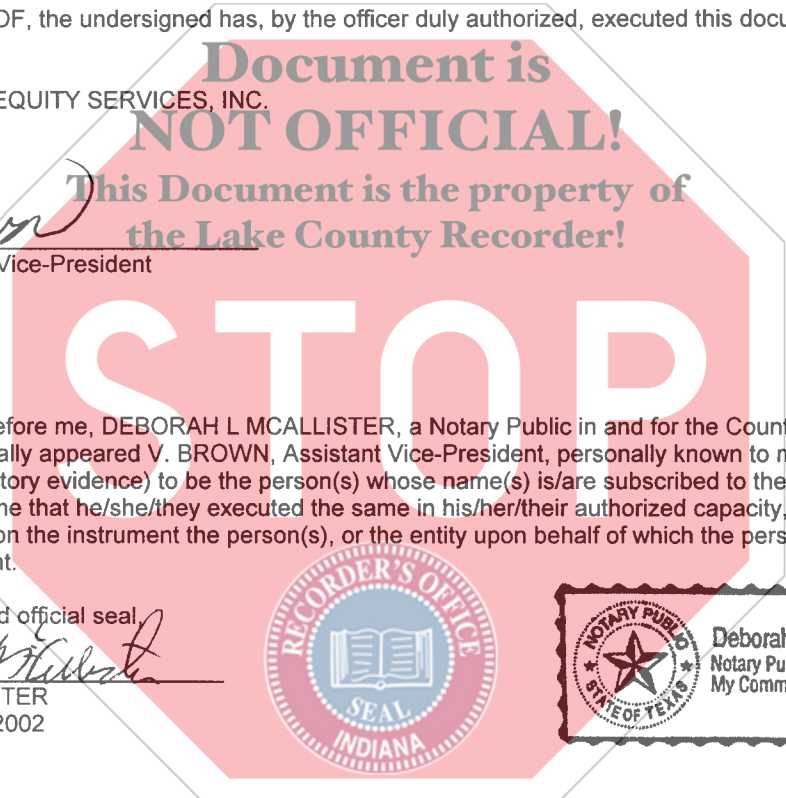 OF, the undersigned has, by the officer duly authorized, executed this docu
Document is
EQUITY SERVICES, INC.
NOT OFFICIAL!
This Document is the property of
the Lake County Recorder!
Vice-President
STOP
efore me, DEBORAH L MCALLISTER, a Notary Public in and for the Count
ally appeared V. BROWN, Assistant Vice-President, personally known to m
tory evidence) to be the person(s) whose name(s) is/are subscribed to the
ne that he/she/they executed the same in his/her/their authorized capacity,
on the instrument the person(s), or the entity upon behalf of which the pers
nt.
d official seal,
TER
2002
RECORDER'S OFFICE
SEAL
INDIANA
NOTARY PUBLIC
STATE OF TEXAS
Deborah
Notary Pu
My Comm